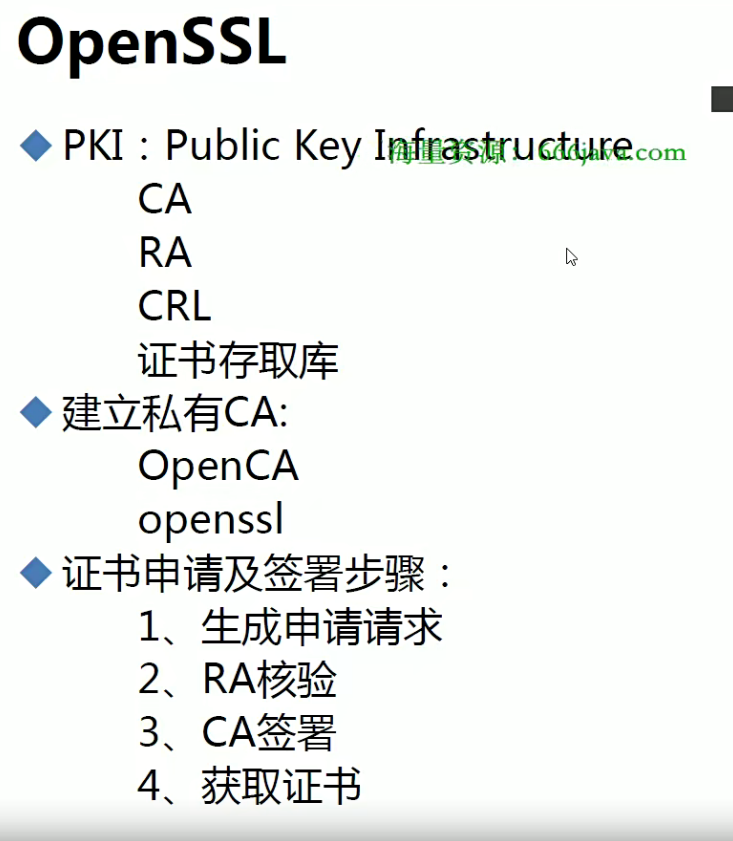 OpenSSL
PKI：Public Key Infrastructure
海量资源：666java.com
CA
RA
CRL
证书存取库
建立私有CA:
OpenCA
openssl
证书申请及签署步骤：
1、生成申请请求
2、RA核验
3、CA签署
4、获取证书